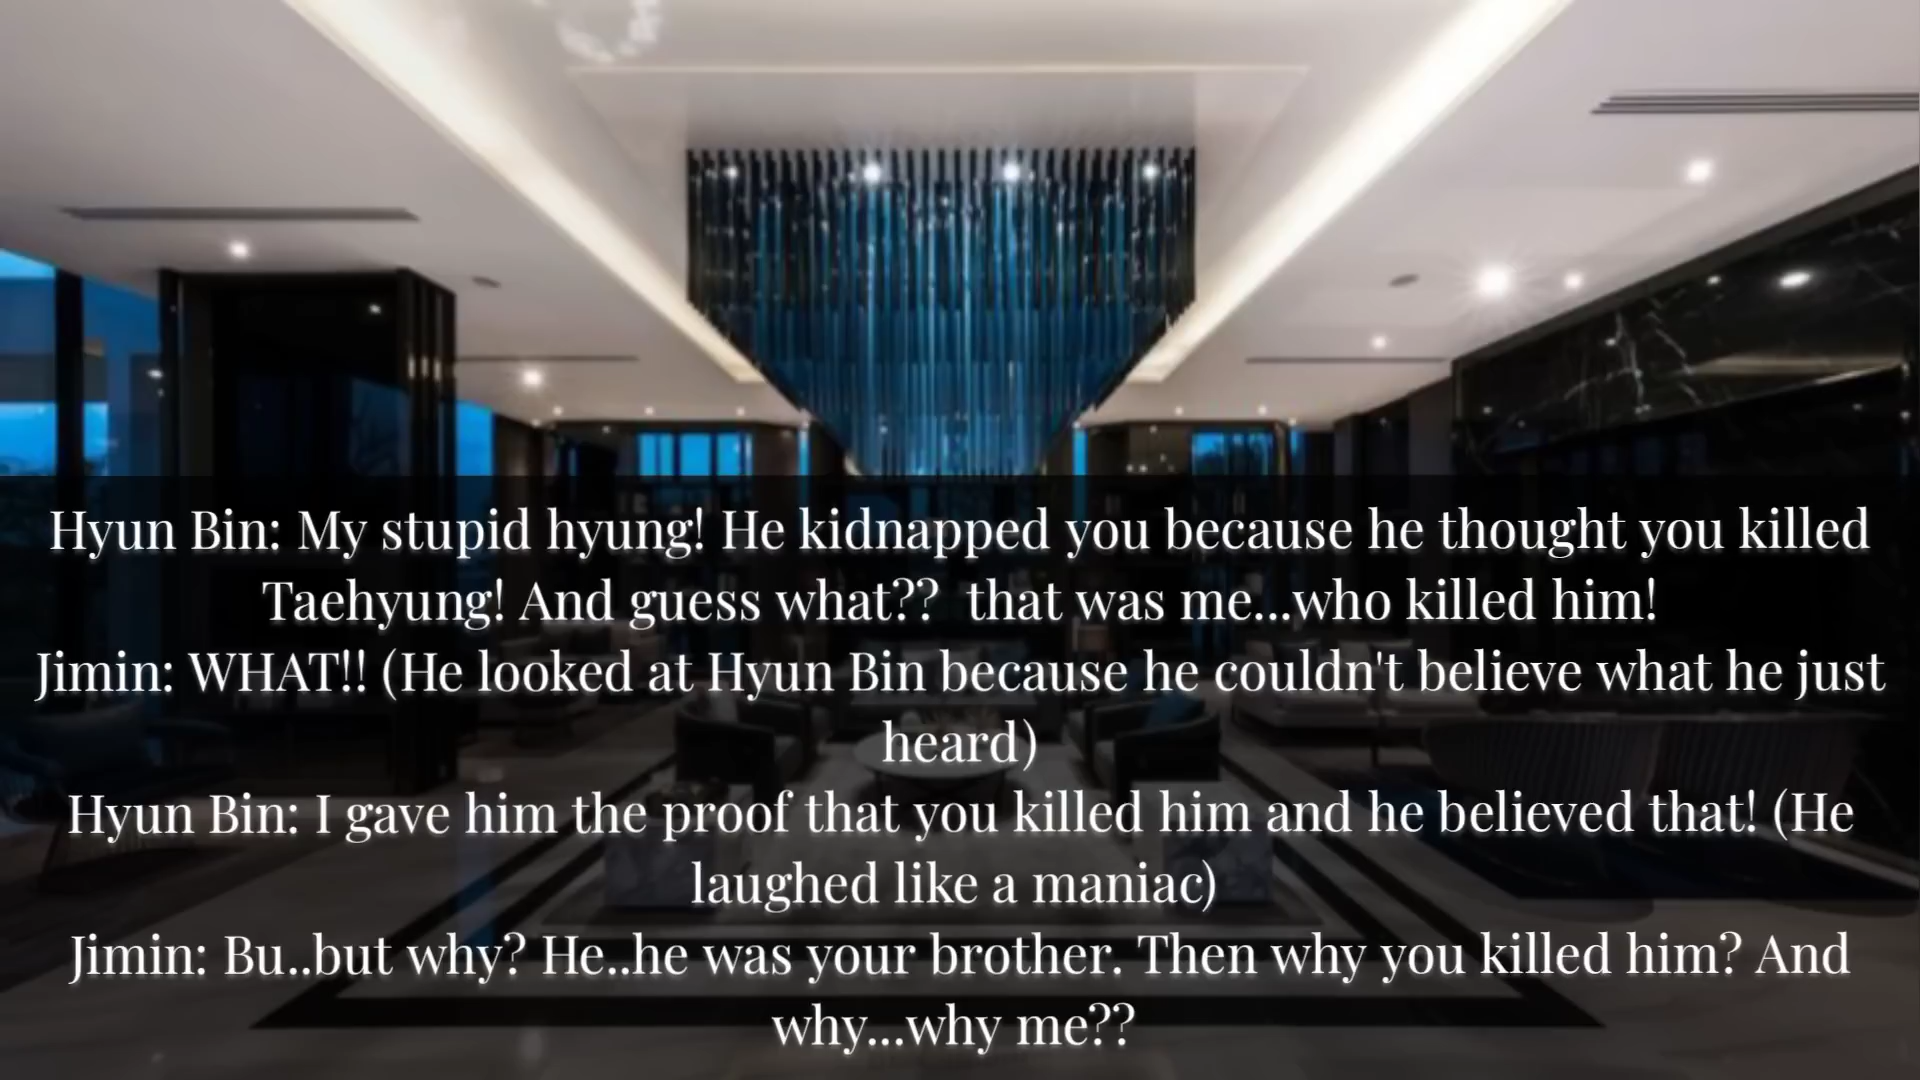 Hyun Bin: My stupid hyung! He kidnapped you because he thought you killed
Taehyung! And guess what??  that was me...who killed him!
Jimin: WHAT!! (He looked at Hyun Bin because he couldn't believe what he just
heard)
Hyun Bin: I gave him the proof that you killed him and he believed that! (He
laughed like a maniac)
Jimin: Bu..but why? He..he was your brother. Then why you killed him? And
why...why me??